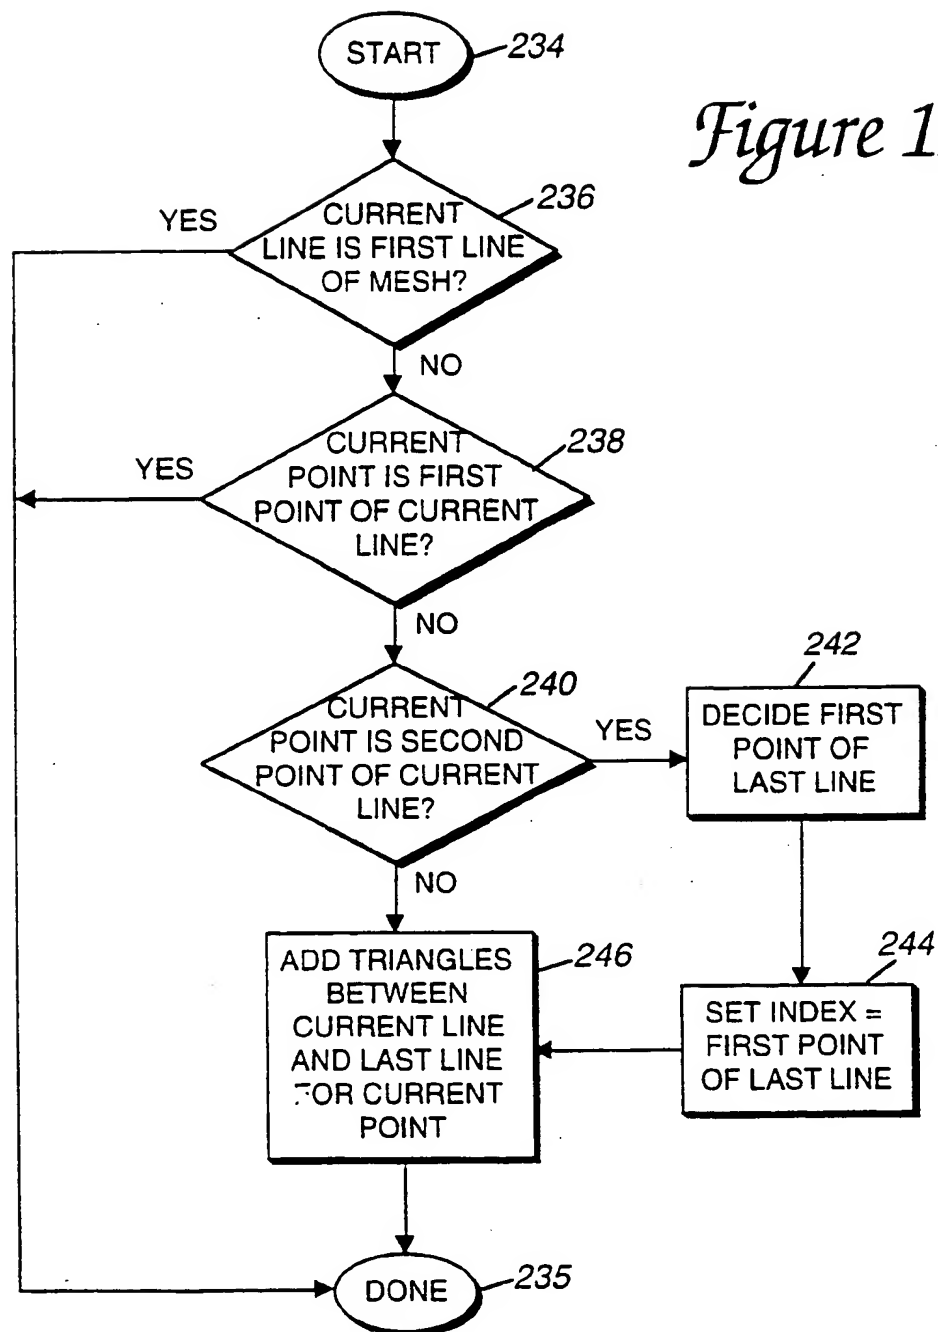 START
234
Figure 1
236
YES
CURRENT
LINE IS FIRST LINE
OF MESH?
NO
238
YES
CURRENT
POINT IS FIRST
POINT OF CURRENT
LINE?
NO
240
CURRENT
POINT IS SECOND
POINT OF CURRENT
LINE?
YES
242
DECIDE FIRST
POINT OF
LAST LINE
NO
244
SET INDEX =
FIRST POINT
OF LAST LINE
246
ADD TRIANGLES
BETWEEN
CURRENT LINE
AND LAST LINE
FOR CURRENT
POINT
DONE
235